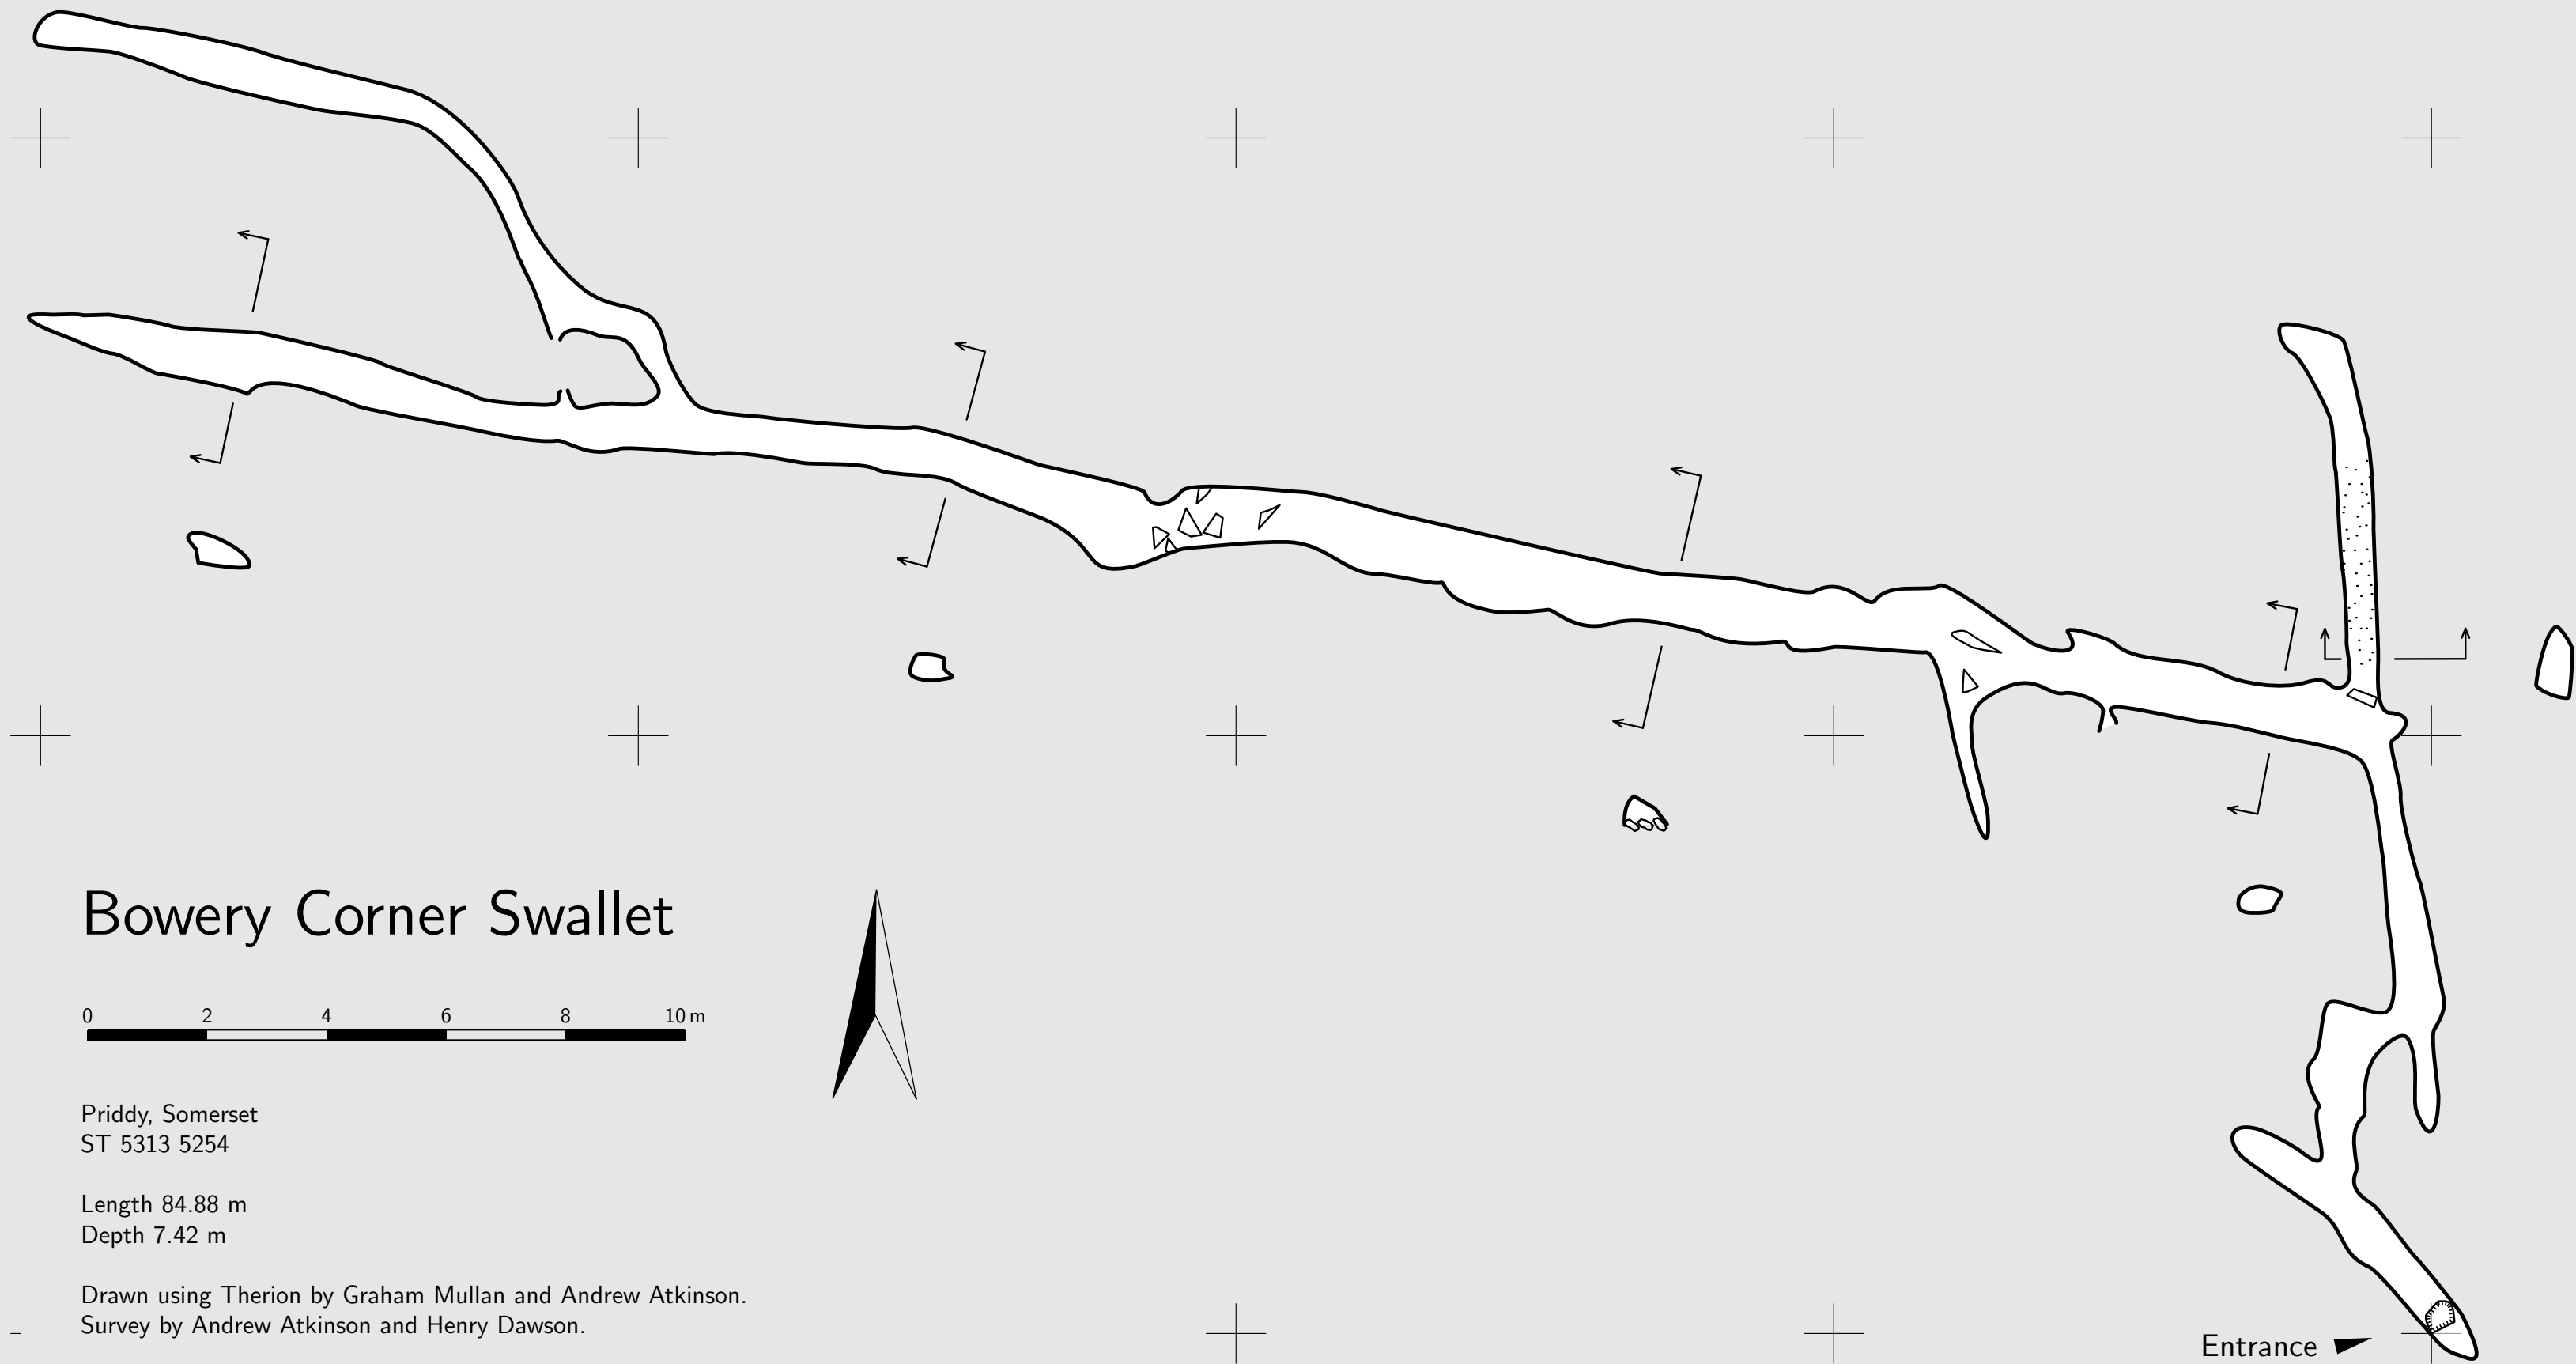 Bowery Corner Swallet
0 2 4 6 8 10 m
Priddy, Somerset
ST 5313 5254
Length 84.88 m
Depth 7.42 m
Drawn using Therion by Graham Mullan and Andrew Atkinson.
Survey by Andrew Atkinson and Henry Dawson.
Entrance